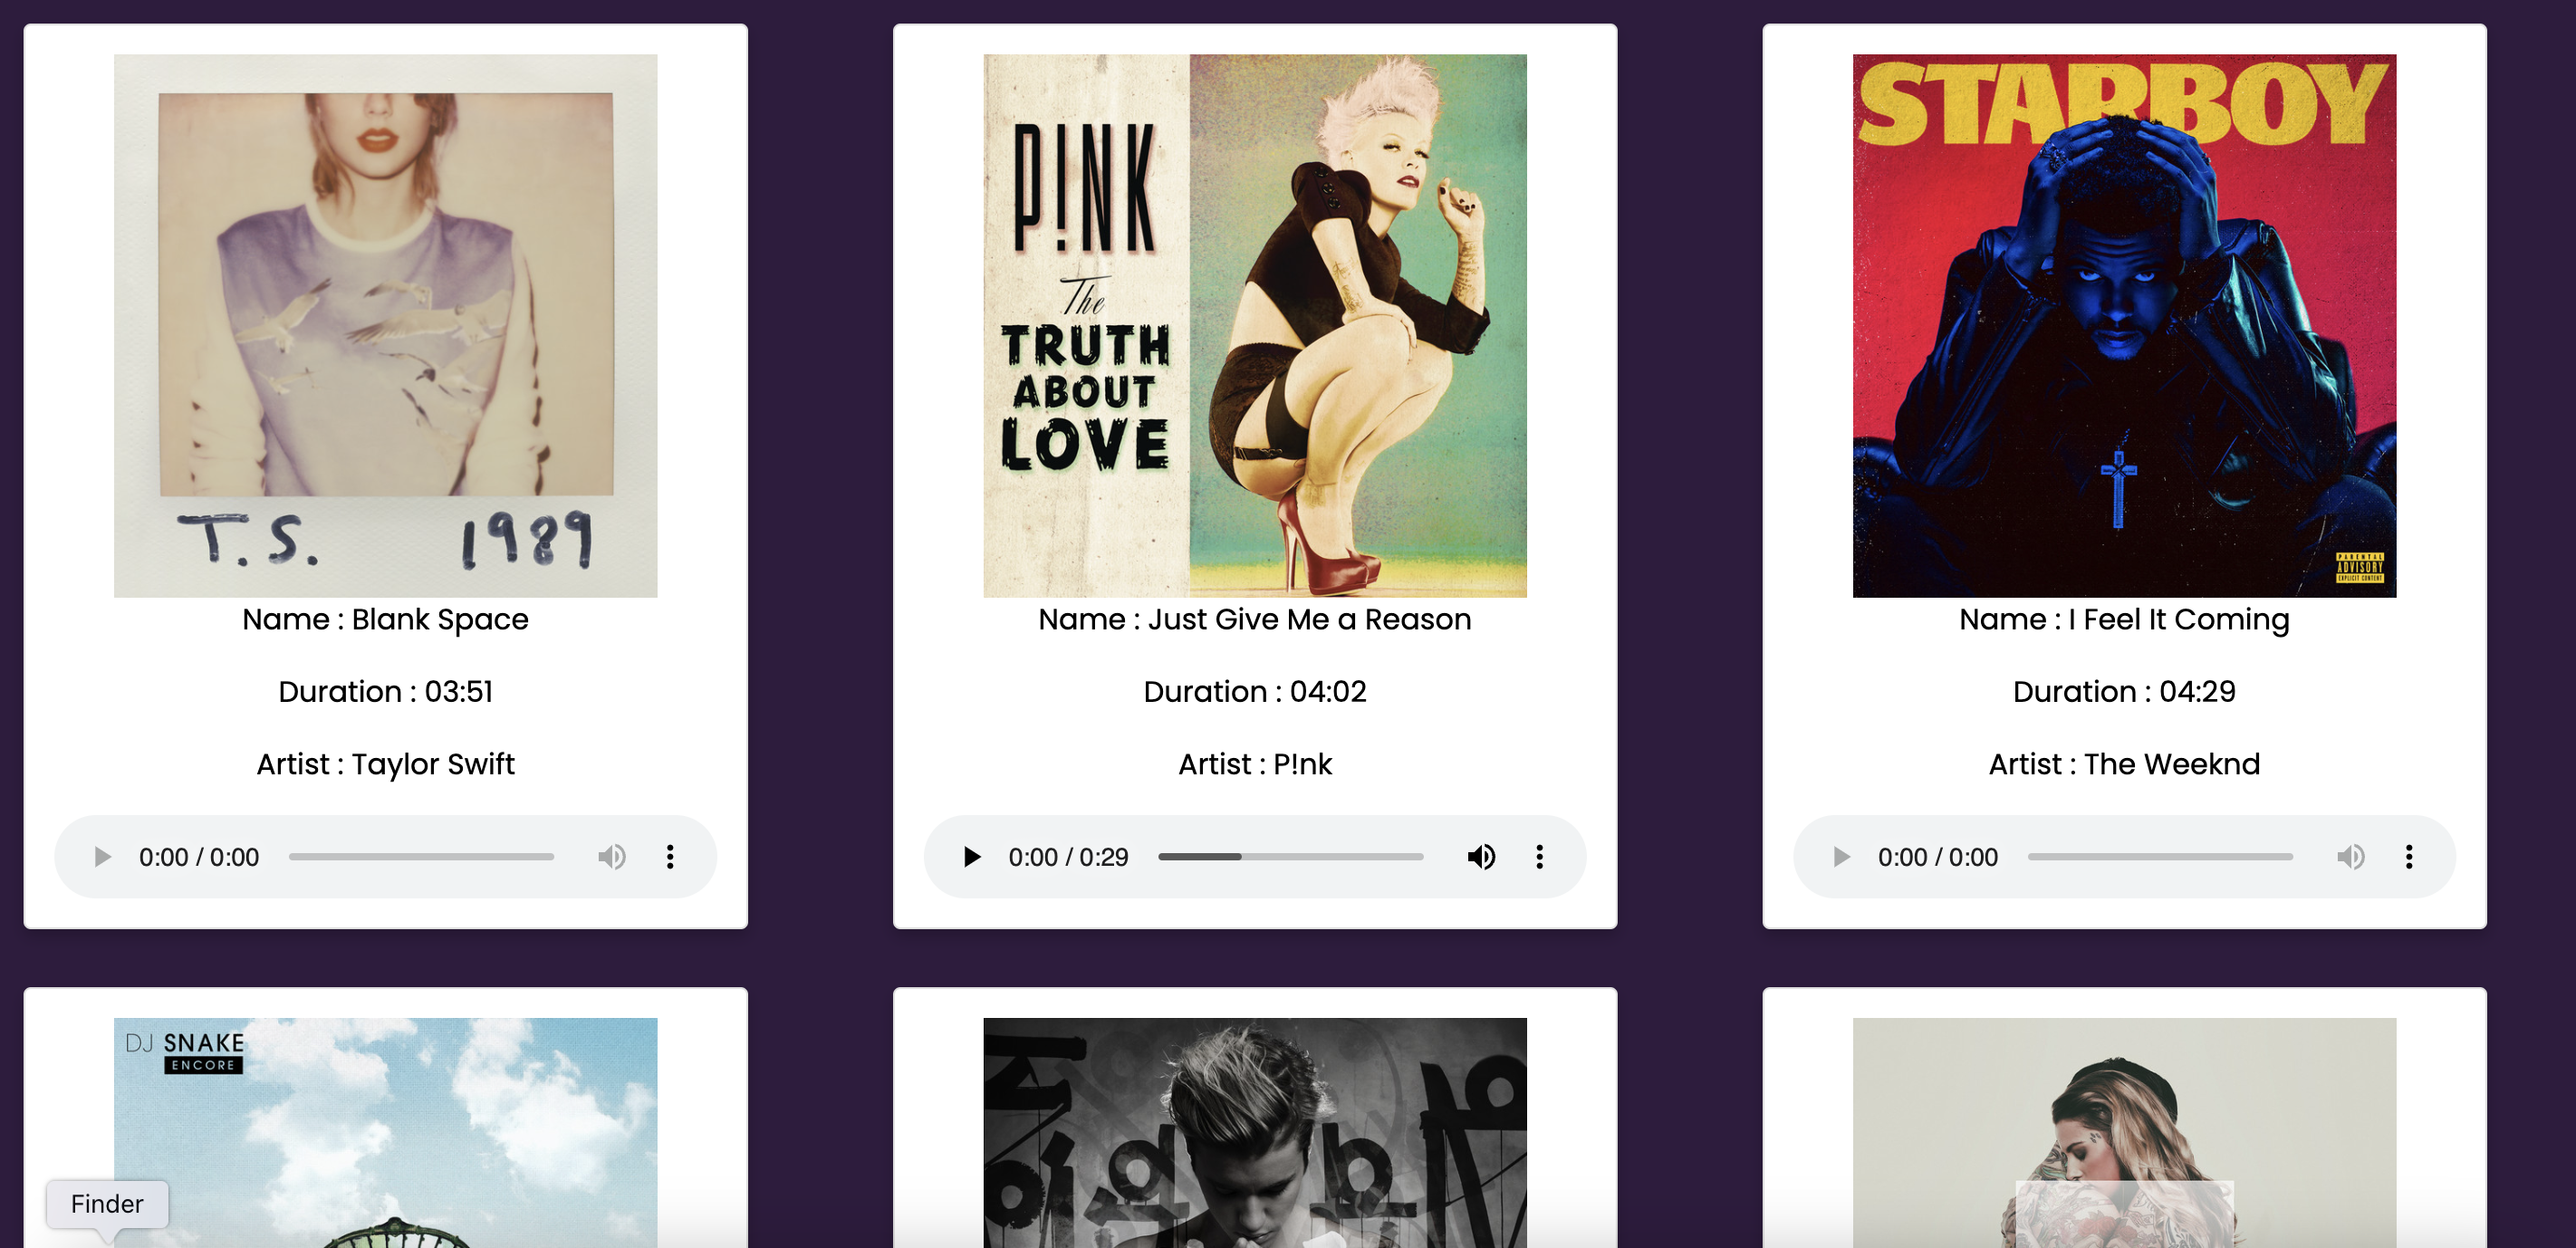 T.S. 1989
Name : Blank Space
Duration : 03:51
Artist : Taylor Swift
0:00 / 0:00
P!NK
The
TRUTH
ABOUT
LOVE
Name : Just Give Me a Reason
Duration : 04:02
Artist : P!nk
0:00 / 0:29
STARBOY
PARENTAL
ADVISORY
EXPLICIT CONTENT
Name : I Feel It Coming
Duration : 04:29
Artist : The Weeknd
0:00 / 0:00
DJ SNAKE
ENCORE
Finder